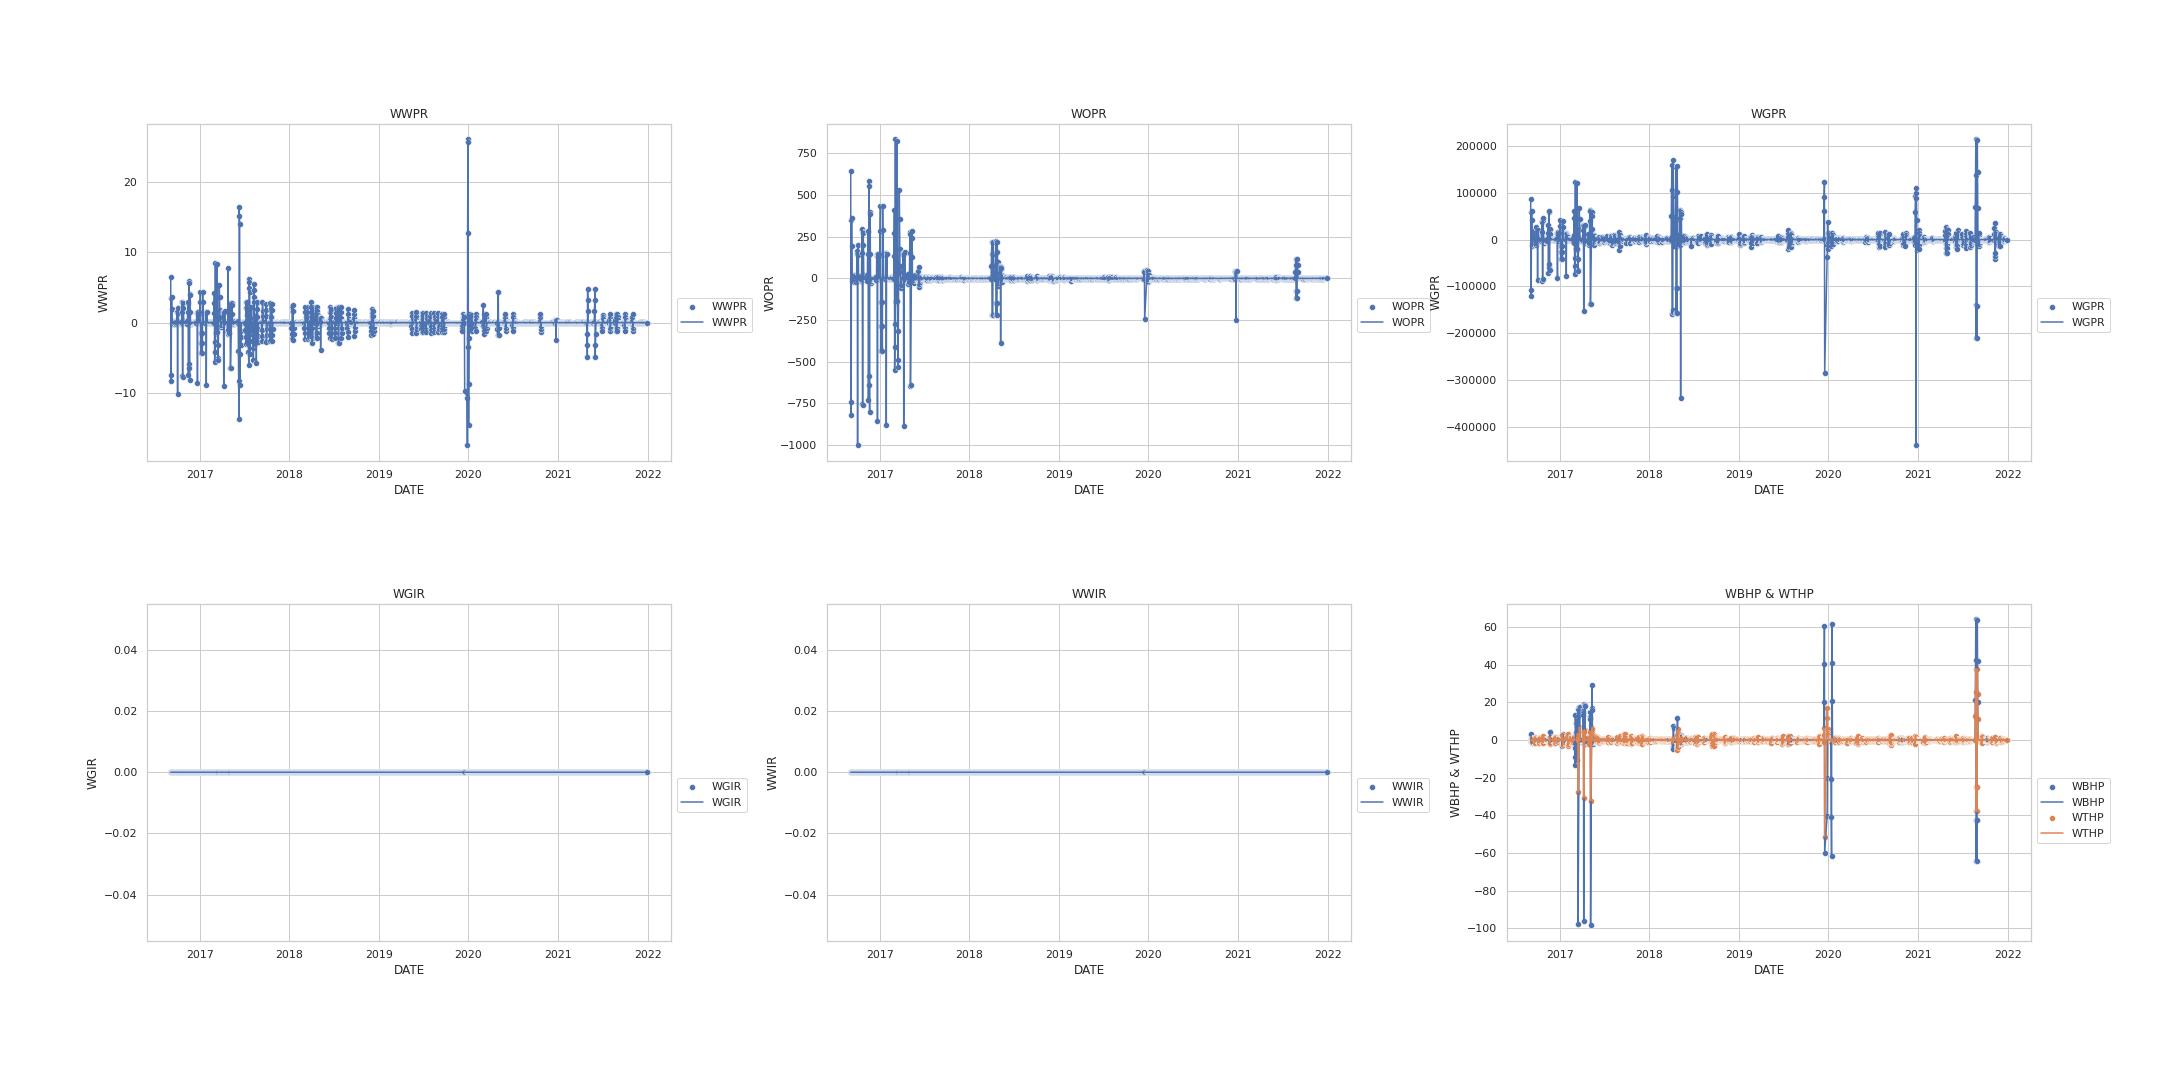 WWPR
WWPR
20
10
0
−10
2017 2018 2019 2020 2021 2022
DATE
WWPR
WWPR
WOPR
WOPR
750
500
250
0
−250
−500
−750
−1000
2017 2018 2019 2020 2021 2022
DATE
WOPR
WOPR
WGPR
WGPR
200000
100000
0
−100000
−200000
−300000
−400000
2017 2018 2019 2020 2021 2022
DATE
WGPR
WGPR
WGIR
WGIR
0.04
0.02
0.00
−0.02
−0.04
2017 2018 2019 2020 2021 2022
DATE
WGIR
WGIR
WWIR
WWIR
0.04
0.02
0.00
−0.02
−0.04
2017 2018 2019 2020 2021 2022
DATE
WWIR
WWIR
WBHP & WTHP
WBHP & WTHP
60
40
20
0
−20
−40
−60
−80
−100
2017 2018 2019 2020 2021 2022
DATE
WBHP
WBHP
WTHP
WTHP